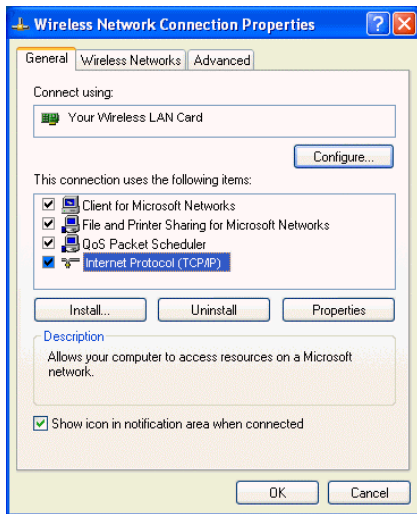 Wireless Network Connection Properties
General Wireless Networks Advanced
Connect using:
Your Wireless LAN Card
Configure...
This connection uses the following items:
Client for Microsoft Networks
File and Printer Sharing for Microsoft Networks
QoS Packet Scheduler
Internet Protocol (TCP/IP)
Install... Uninstall Properties
Description
Allows your computer to access resources on a Microsoft
network.
Show icon in notification area when connected
OK Cancel